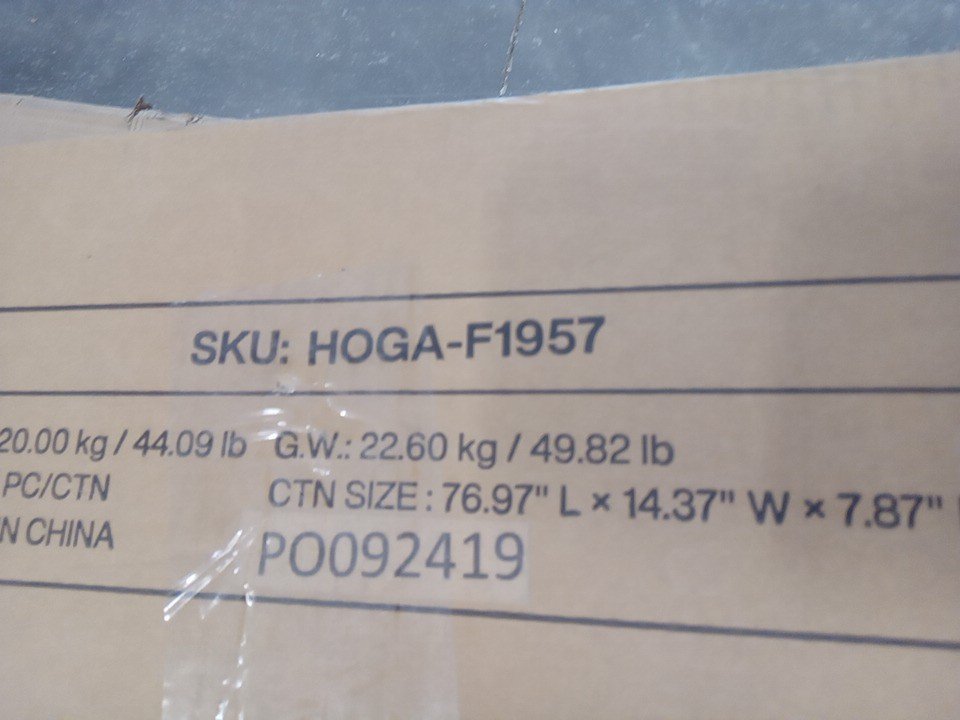 SKU: HOGA-F1957
20.00 kg / 44.09 lb G.W.: 22.60 kg / 49.82 lb
PC/CTN CTN SIZE : 76.97" L × 14.37" W × 7.87"
N CHINA PO092419